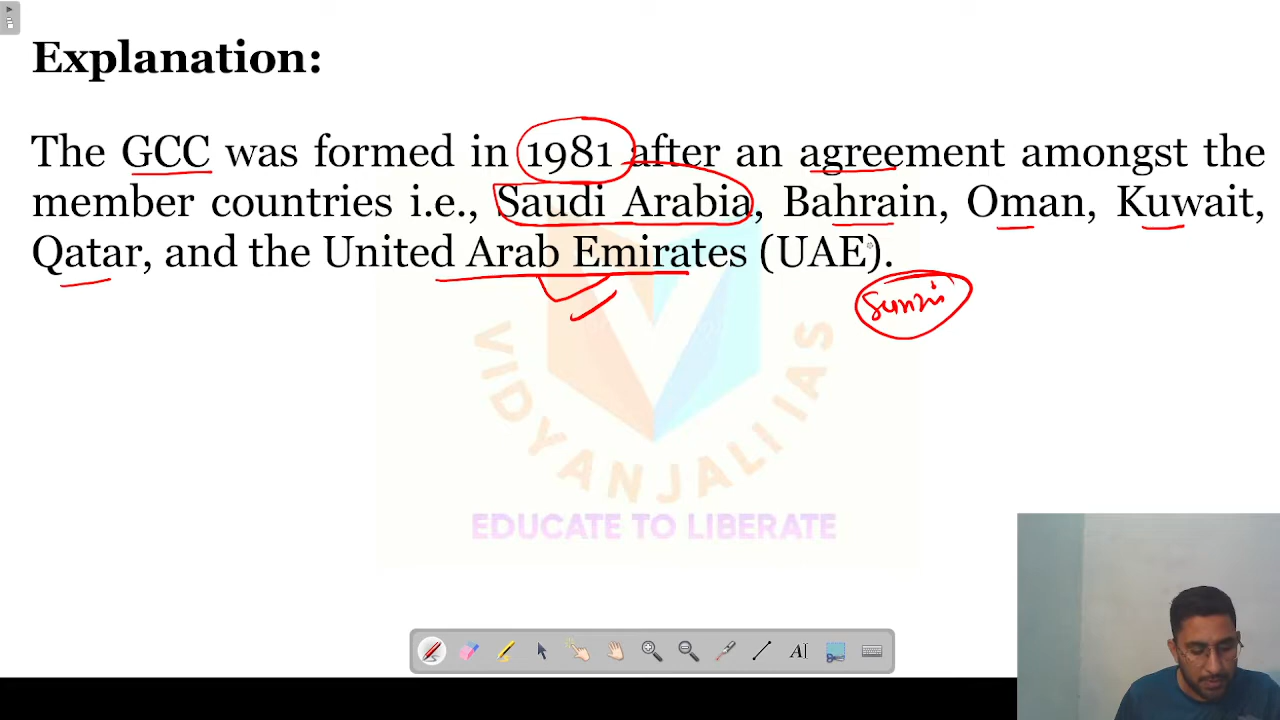 Explanation:
The GCC was formed in 1981 after an agreement amongst the
member countries i.e., Saudi Arabia, Bahrain, Oman, Kuwait,
Qatar, and the United Arab Emirates (UAE).
Sunni
VIDYANJALI IAS
EDUCATE TO LIBERATE
AI